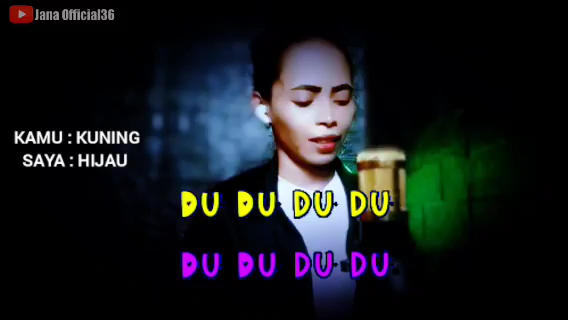 Jana Official36
KAMU : KUNING
SAYA : HIJAU
DU DU DU DU
DU DU DU DU